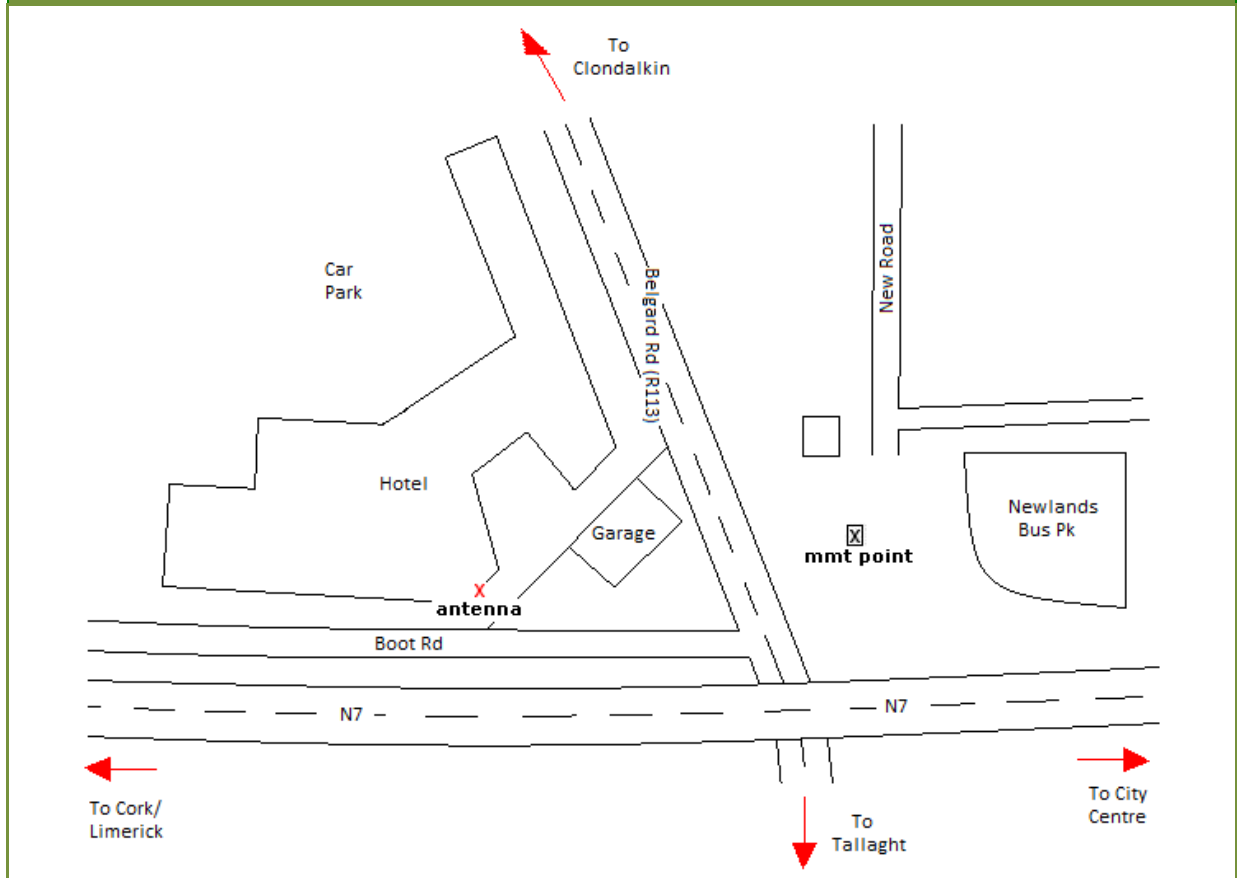 To
Clondalkin
Car
Park
Belgard Rd (R113)
New Road
Hotel
Garage
Newlands
Bus Pk
X
mmt point
X
antenna
Boot Rd
N7
N7
To Cork/
Limerick
To
Tallaght
To City
Centre